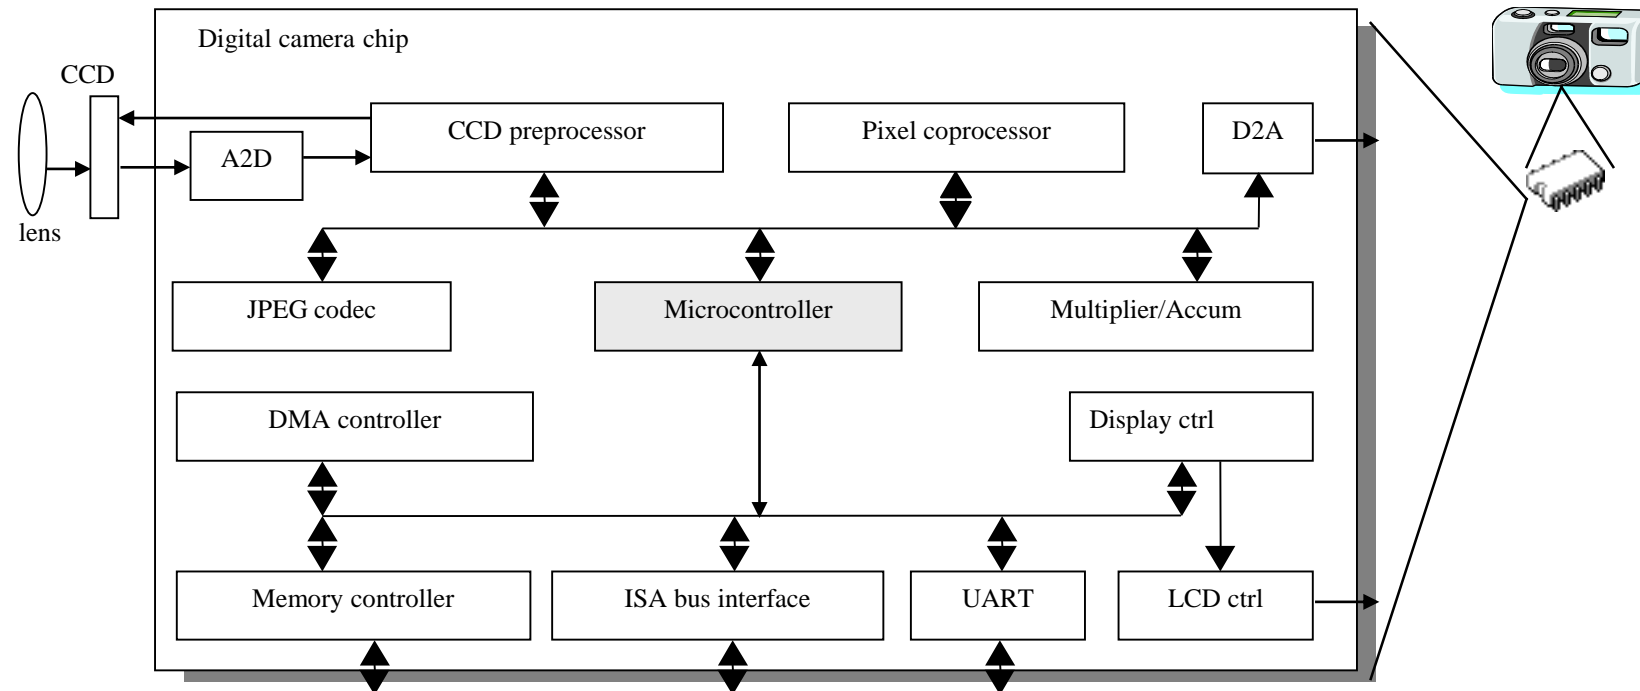 Digital camera chip
CCD
lens
A2D
CCD preprocessor
Pixel coprocessor
D2A
JPEG codec
Microcontroller
Multiplier/Accum
DMA controller
Display ctrl
Memory controller
ISA bus interface
UART
LCD ctrl